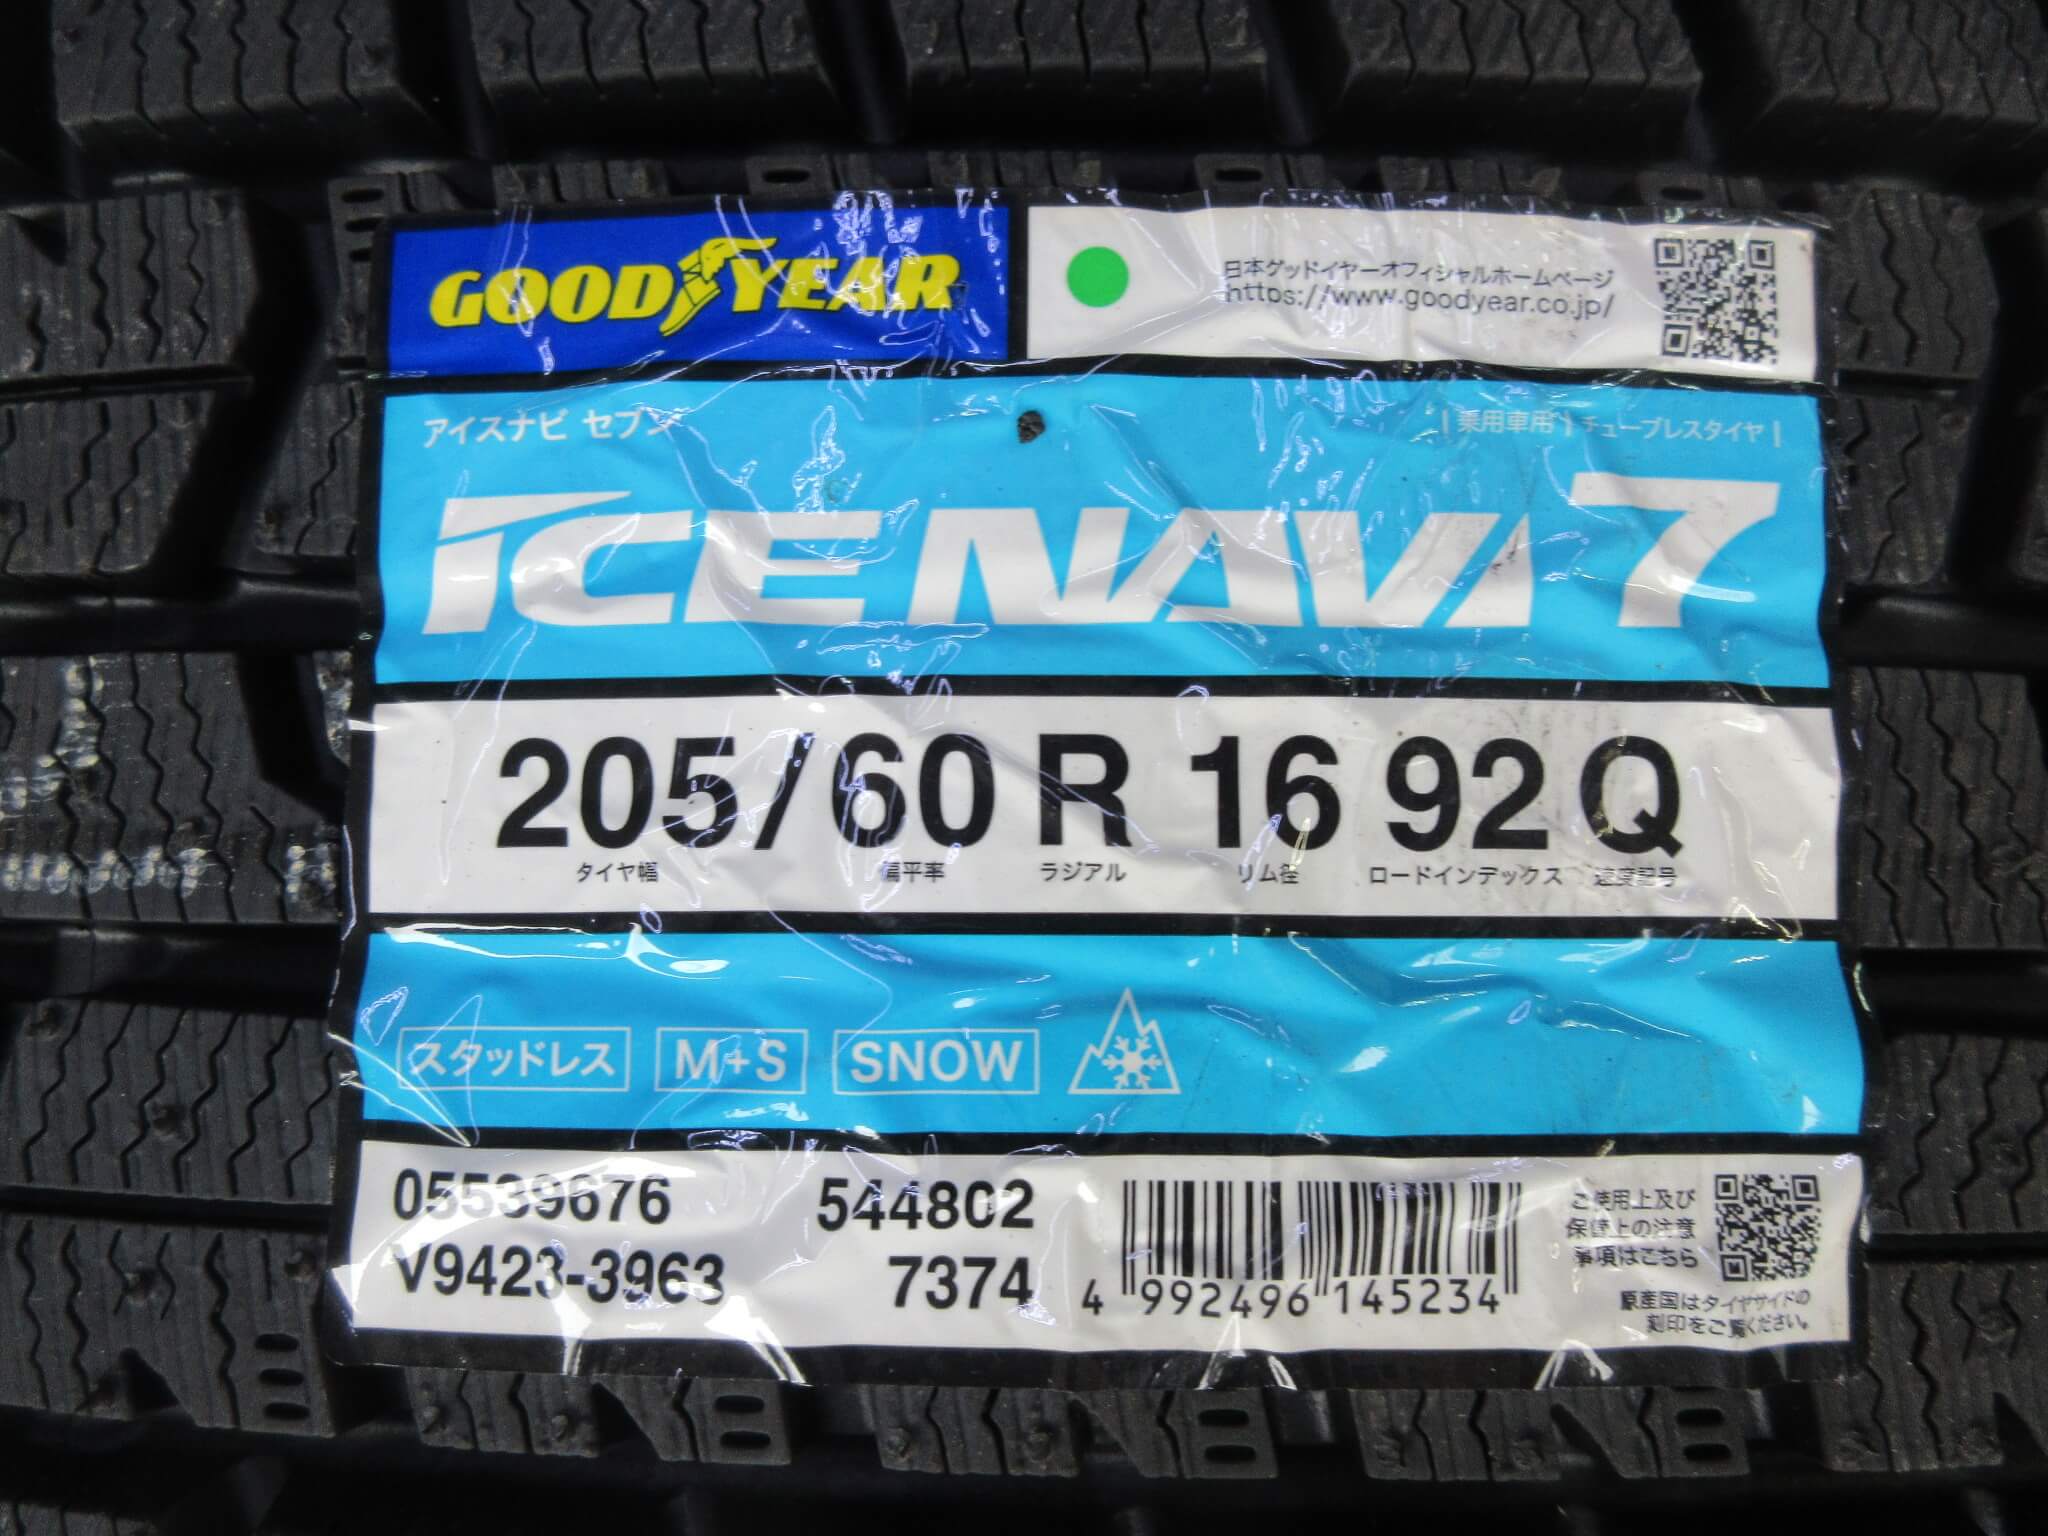 GOODYEAR
日本グッドイヤーオフィシャルホームページ
https://www.goodyear.co.jp/
アイスナビ セブン
| 乗用車用 | チューブレスタイヤ |
ICE NAVI 7
205/60 R 16 92 Q
タイヤ幅 偏平率 ラジアル リム径 ロードインデックス 速度記号
スタッドレス M+S SNOW
05539676 544802
V9423-3963 7374
4 992496 145234
ご使用上及び
保管上の注意
事項はこちら
原産国はタイヤサイドの
刻印をご覧ください。